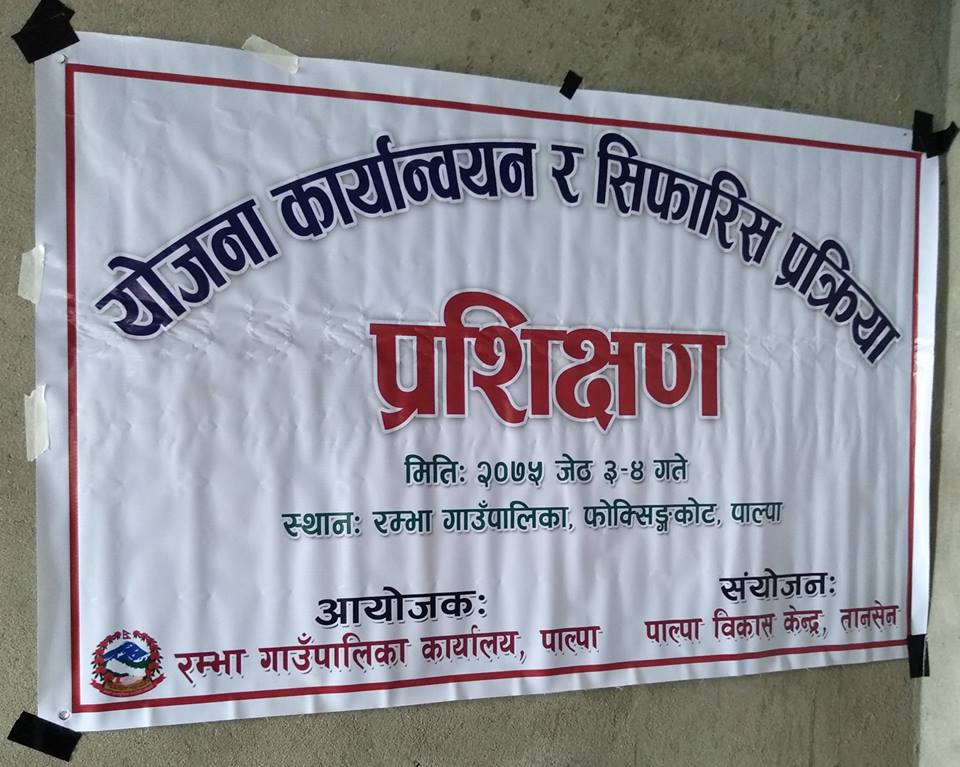 योजना कार्यान्वयन र सिफारिस प्रक्रिया
प्रशिक्षण
मिति: २०७५ जेठ ३-४ गते
स्थान: रम्भा गाउँपालिका, फोक्सिङ्गकोट, पाल्पा
आयोजक:
रम्भा गाउँपालिका कार्यालय, पाल्पा
संयोजन:
पाल्पा विकास केन्द्र, तानसेन